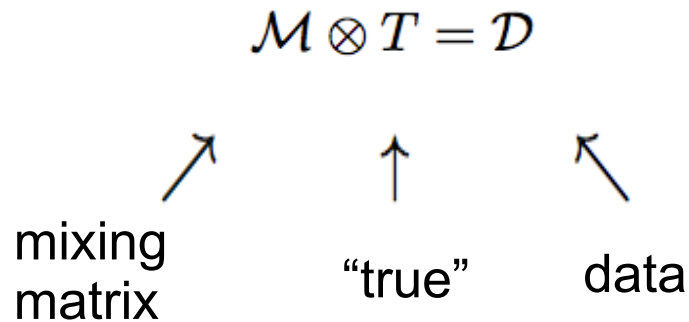 ℳ ⊗ T = 𝒟
mixing
matrix
“true”
data